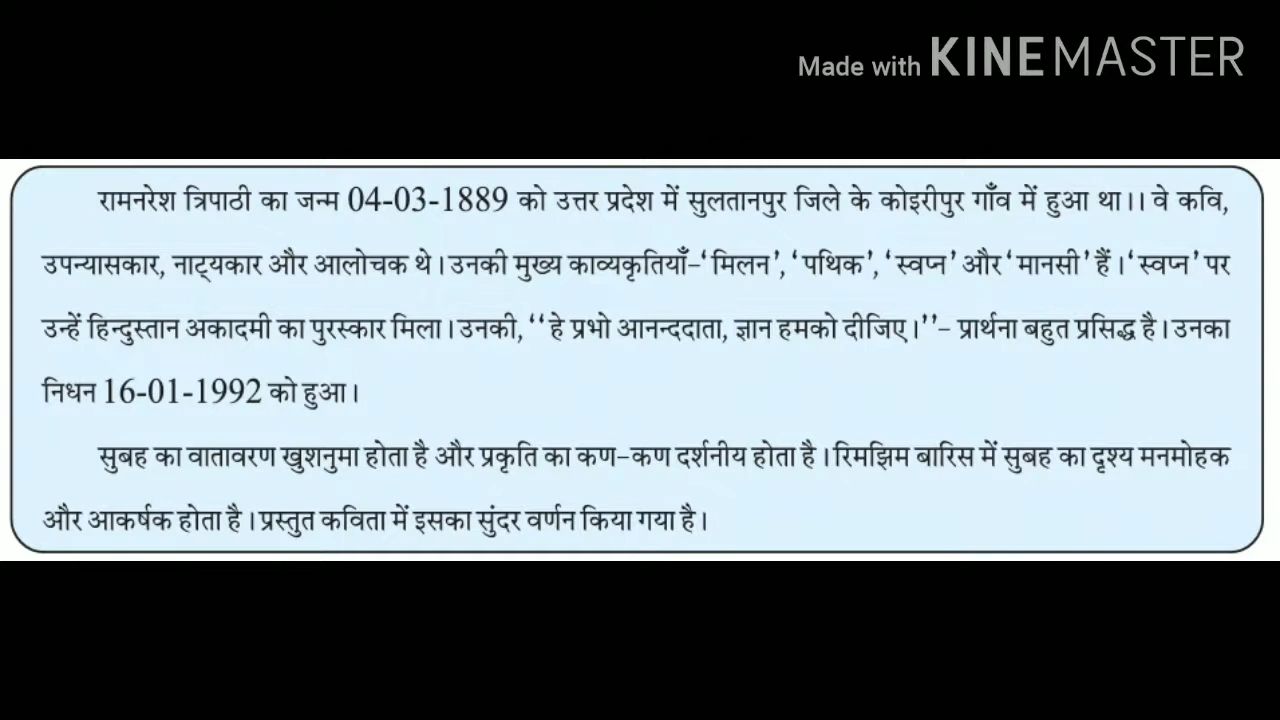 Made with KINEMASTER
रामनरेश त्रिपाठी का जन्म 04-03-1889 को उत्तर प्रदेश में सुलतानपुर जिले के कोइरीपुर गाँव में हुआ था।। वे कवि,
उपन्यासकार, नाट्यकार और आलोचक थे। उनकी मुख्य काव्यकृतियाँ-‘मिलन’, ‘पथिक’, ‘स्वप्न’ और ‘मानसी’ हैं। ‘स्वप्न’ पर
उन्हें हिन्दुस्तान अकादमी का पुरस्कार मिला। उनकी, ‘‘हे प्रभो आनन्ददाता, ज्ञान हमको दीजिए।’’- प्रार्थना बहुत प्रसिद्ध है। उनका
निधन 16-01-1992 को हुआ।
सुबह का वातावरण खुशनुमा होता है और प्रकृति का कण-कण दर्शनीय होता है। रिमझिम बारिस में सुबह का दृश्य मनमोहक
और आकर्षक होता है। प्रस्तुत कविता में इसका सुंदर वर्णन किया गया है।